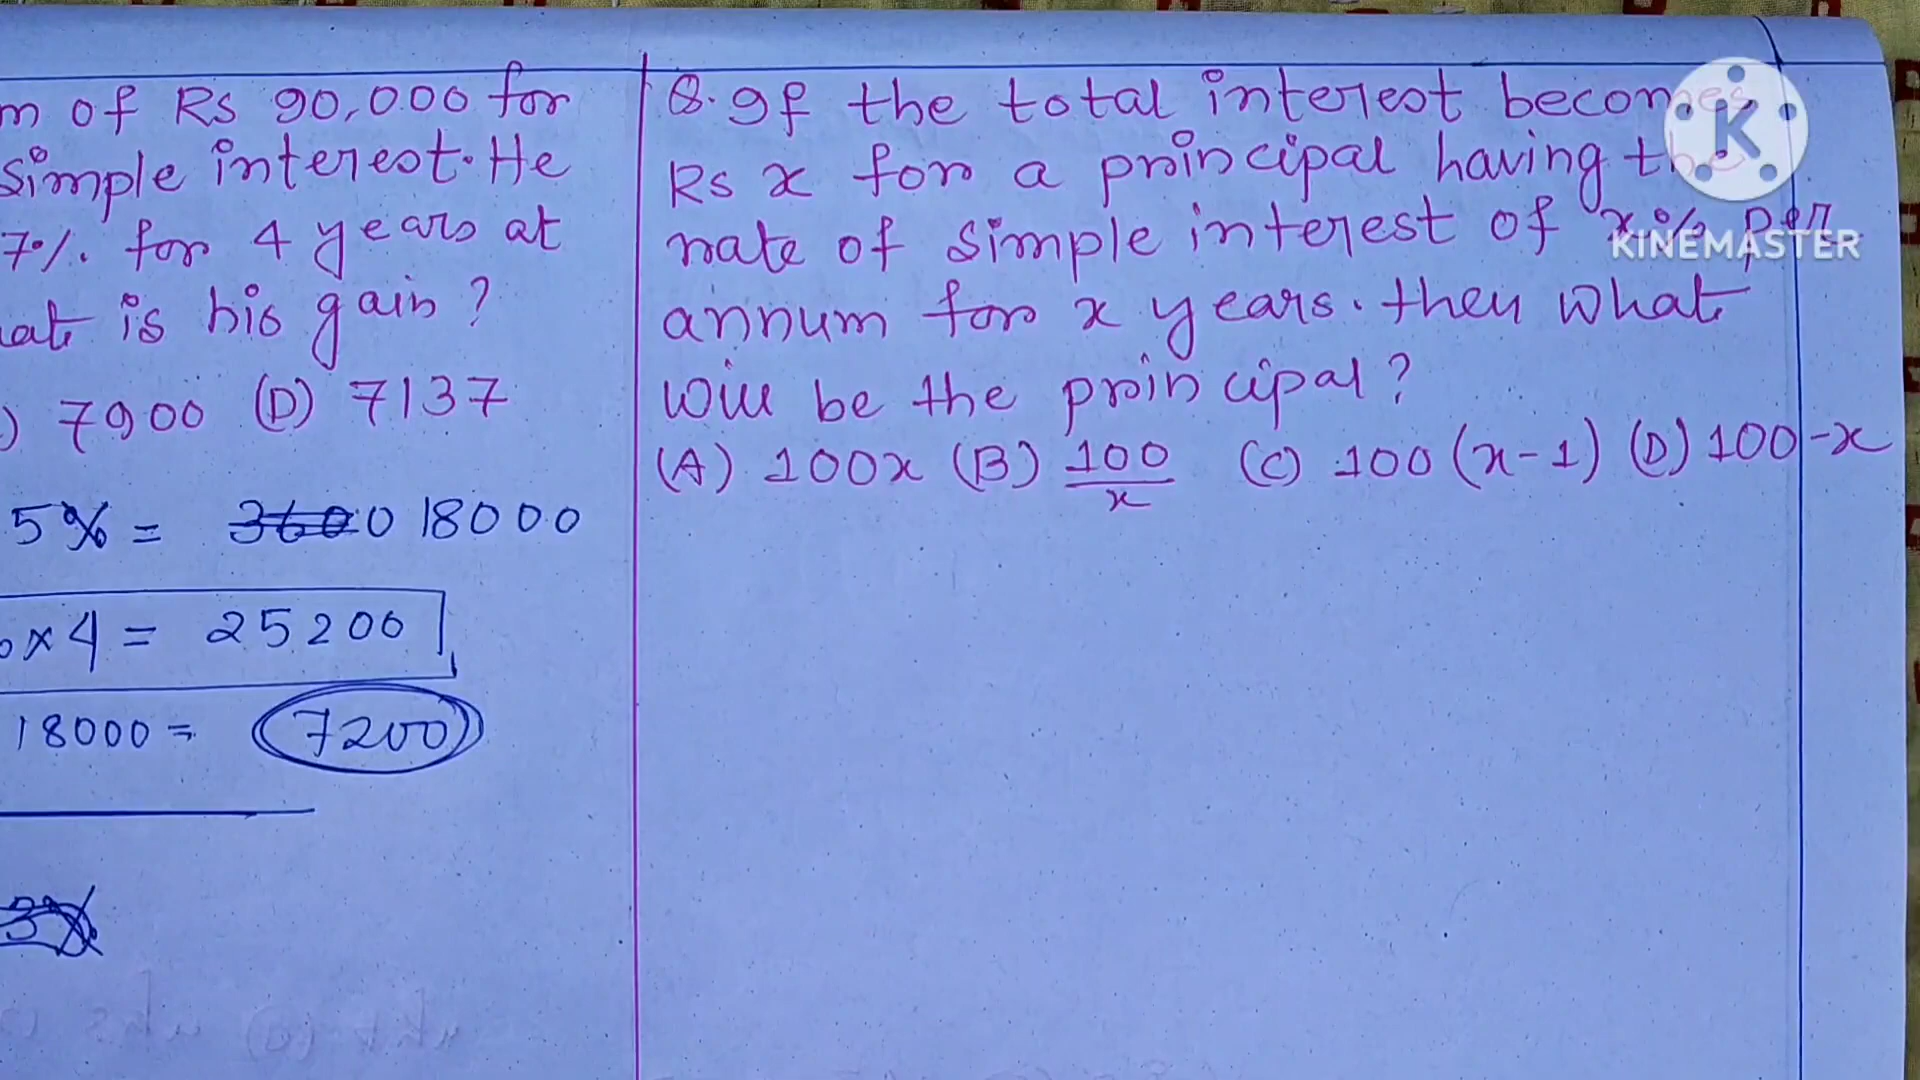 m of Rs 90,000 for
simple interest. He
7%. for 4 years at
at is his gain?
) 7900 (D) 7137
5% = 18000
0 x 4 = 25200
18000 = 7200
Q. If the total interest becomes
Rs x for a principal having the
rate of simple interest of x% per
annum for x years. then what
will be the principal?
(A) 100x (B) 100/x (C) 100 (x-1) (D) 100-x
K
KINEMASTER